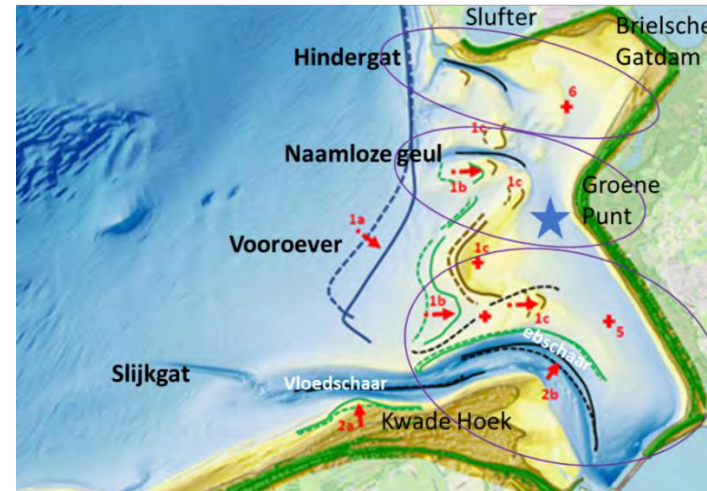 Slufter
Brielsche
Gatdam
Hindergat
6
1c
Naamloze geul
1b
1c
Groene
Punt
1a
Vooroever
1c
1b
1c
5
ebschaar
Slijkgat
Vloedschaar
2b
2a
Kwade Hoek